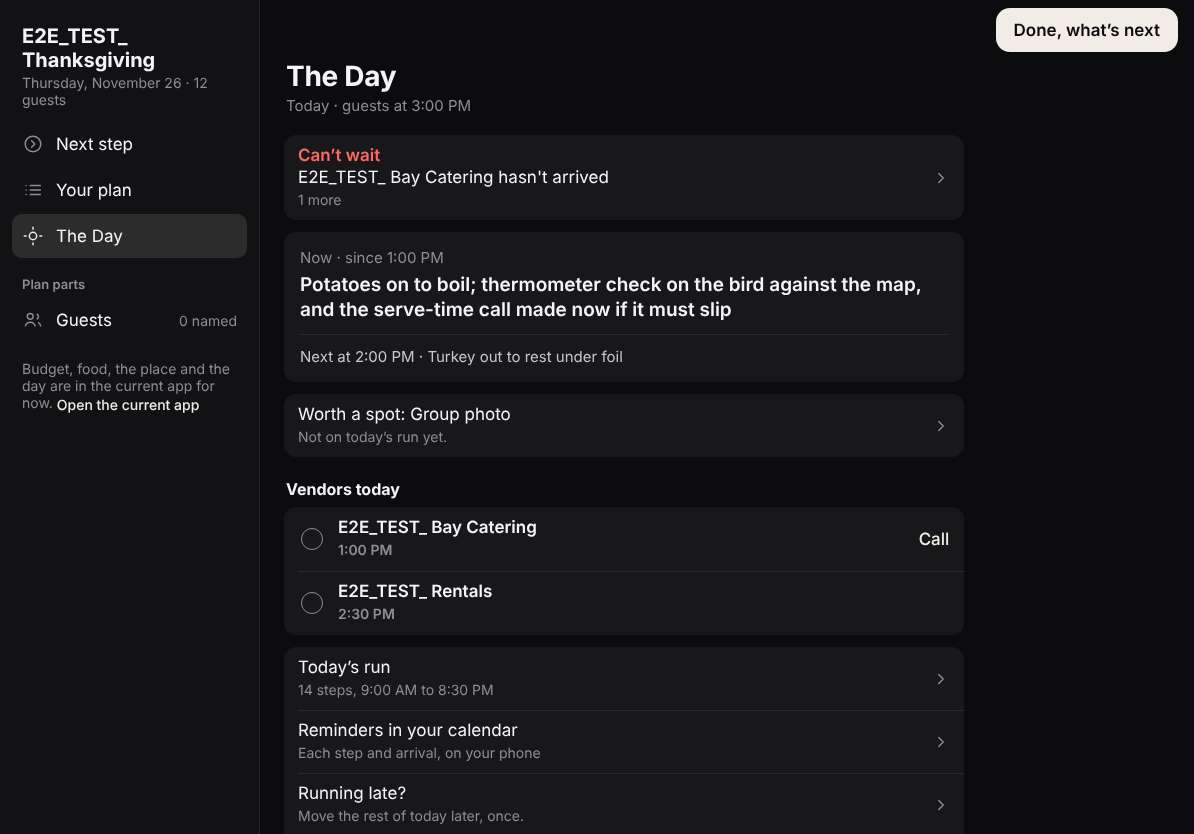 E2E_TEST_
Thanksgiving
Thursday, November 26 · 12
guests
Next step
Your plan
The Day
Plan parts
Guests
0 named
Budget, food, the place and the
day are in the current app for
now. Open the current app
Done, what’s next
The Day
Today · guests at 3:00 PM
Can’t wait
E2E_TEST_ Bay Catering hasn't arrived
1 more
Now · since 1:00 PM
Potatoes on to boil; thermometer check on the bird against the map,
and the serve-time call made now if it must slip
Next at 2:00 PM · Turkey out to rest under foil
Worth a spot: Group photo
Not on today’s run yet.
Vendors today
E2E_TEST_ Bay Catering
1:00 PM
Call
E2E_TEST_ Rentals
2:30 PM
Today’s run
14 steps, 9:00 AM to 8:30 PM
Reminders in your calendar
Each step and arrival, on your phone
Running late?
Move the rest of today later, once.